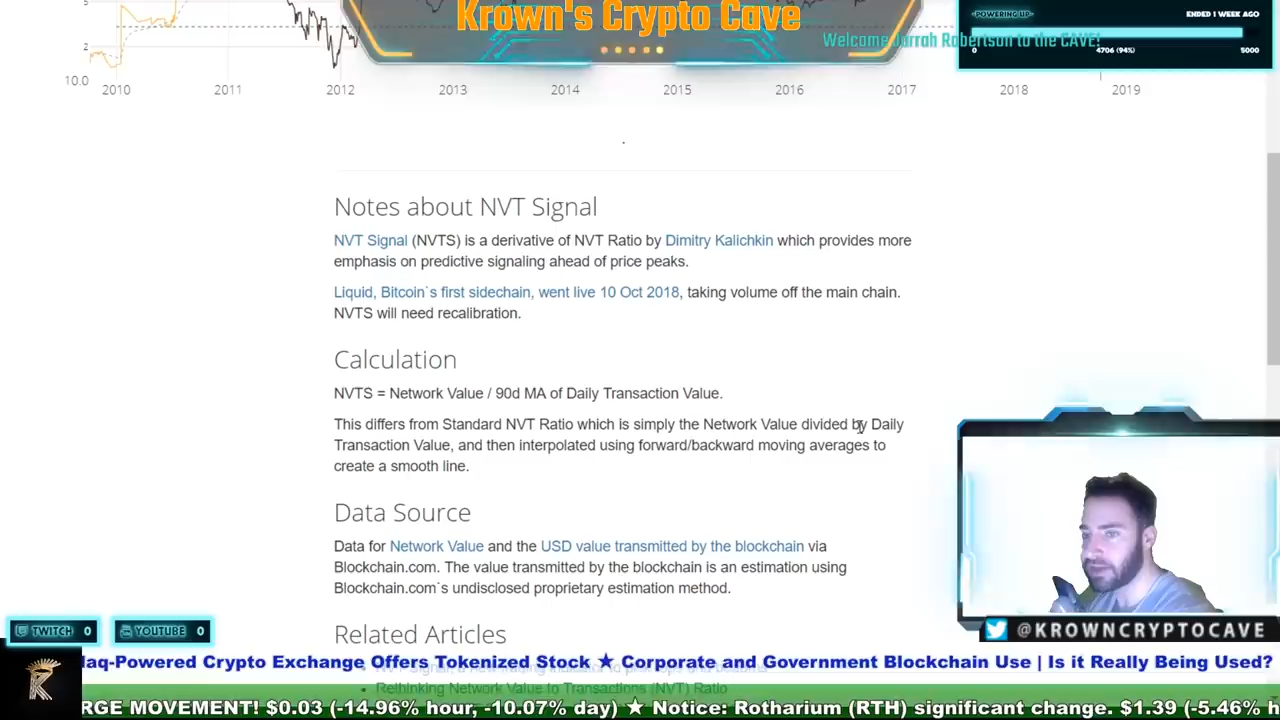 Krown's Crypto Cave
-POWERING UP-
ENDED 1 WEEK AGO
Welcome Jarrah Robertson to the CAVE!
0
4706 (94%)
5000
2
10.0
2010
2011
2012
2013
2014
2015
2016
2017
2018
2019
Notes about NVT Signal
NVT Signal (NVTS) is a derivative of NVT Ratio by Dimitry Kalichkin which provides more
emphasis on predictive signaling ahead of price peaks.
Liquid, Bitcoin`s first sidechain, went live 10 Oct 2018, taking volume off the main chain.
NVTS will need recalibration.
Calculation
NVTS = Network Value / 90d MA of Daily Transaction Value.
This differs from Standard NVT Ratio which is simply the Network Value divided by Daily
Transaction Value, and then interpolated using forward/backward moving averages to
create a smooth line.
Data Source
Data for Network Value and the USD value transmitted by the blockchain via
Blockchain.com. The value transmitted by the blockchain is an estimation using
Blockchain.com`s undisclosed proprietary estimation method.
Related Articles
Rethinking Network Value to Transactions (NVT) Ratio
TWITCH 0
YOUTUBE 0
@KROWNCRYPTOCAVE
daq-Powered Crypto Exchange Offers Tokenized Stock ★ Corporate and Government Blockchain Use | Is it Really Being Used?
RGE MOVEMENT! $0.03 (-14.96% hour, -10.07% day) ★ Notice: Rotharium (RTH) significant change. $1.39 (-5.46% h